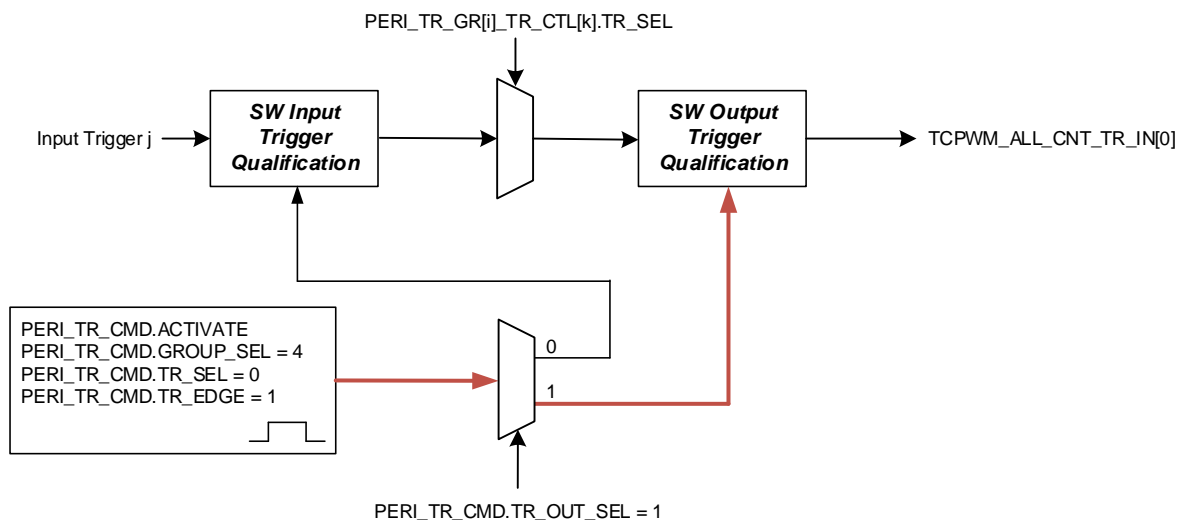 PERI_TR_GR[i]_TR_CTL[k].TR_SEL
Input Trigger j
SW Input
Trigger
Qualification
SW Output
Trigger
Qualification
TCPWM_ALL_CNT_TR_IN[0]
PERI_TR_CMD.ACTIVATE
PERI_TR_CMD.GROUP_SEL = 4
PERI_TR_CMD.TR_SEL = 0
PERI_TR_CMD.TR_EDGE = 1
0
1
PERI_TR_CMD.TR_OUT_SEL = 1